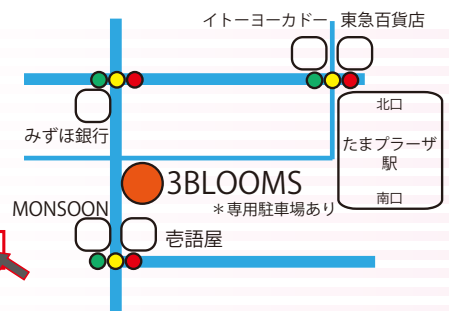 イトーヨーカドー 東急百貨店
みずほ銀行
北口
たまプラーザ
駅
南口
3BLOOMS
＊専用駐車場あり
MONSOON
壱語屋